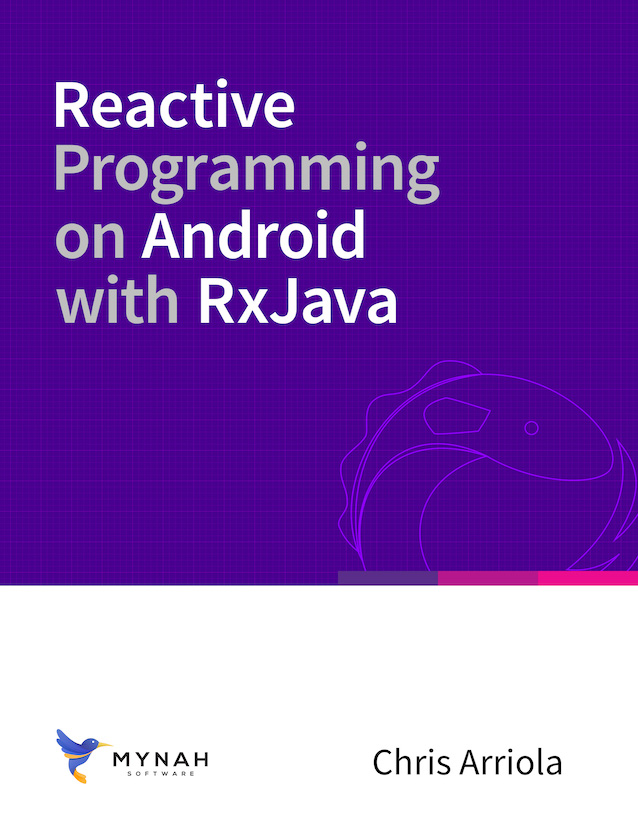 Reactive
Programming
on Android
with RxJava
MYNAH
SOFTWARE
Chris Arriola